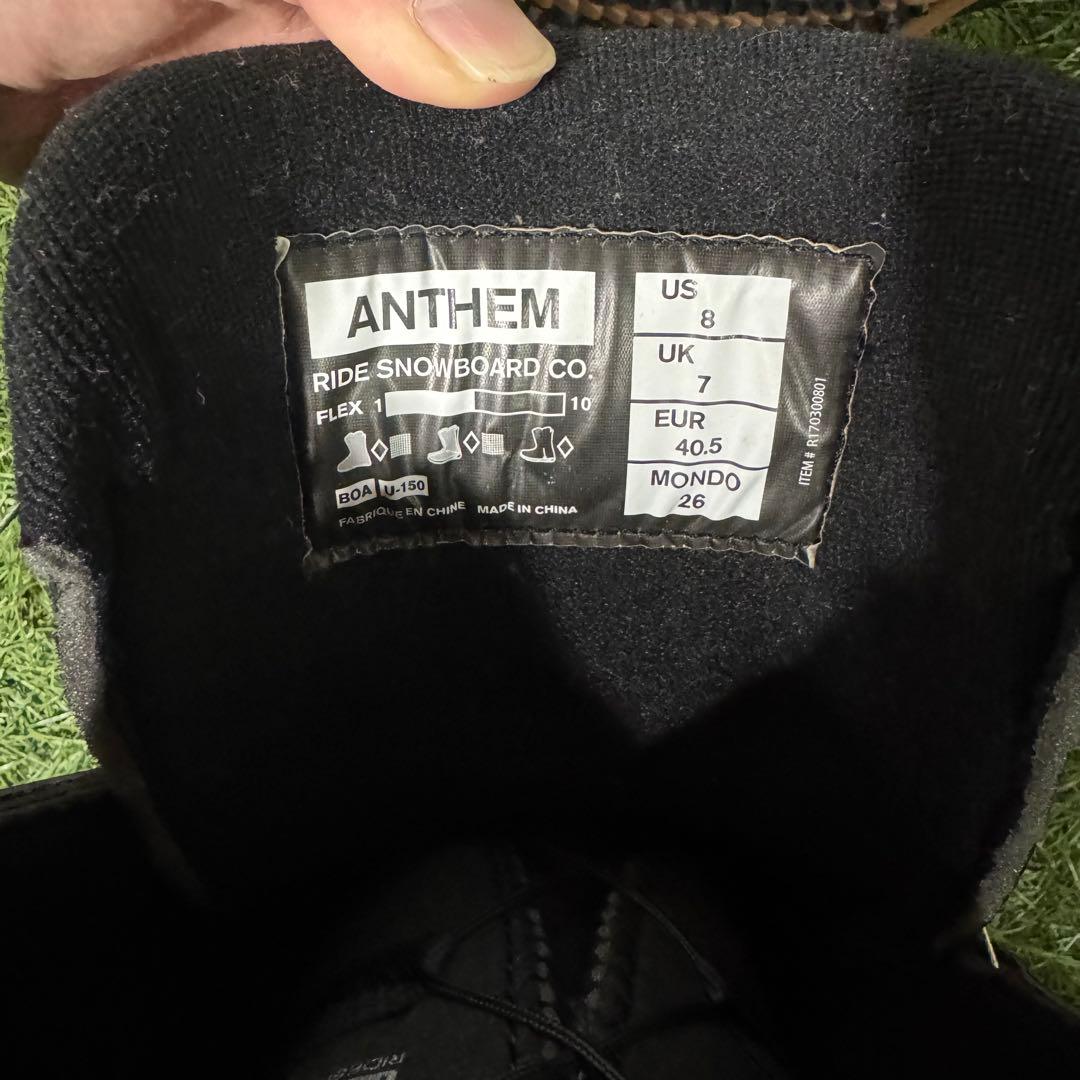 ANTHEM
RIDE SNOWBOARD CO.
FLEX 1 10
BOA U-150
FABRIQUE EN CHINE MADE IN CHINA
US
8
UK
7
EUR
40.5
MONDO
26
ITEM # R170300801